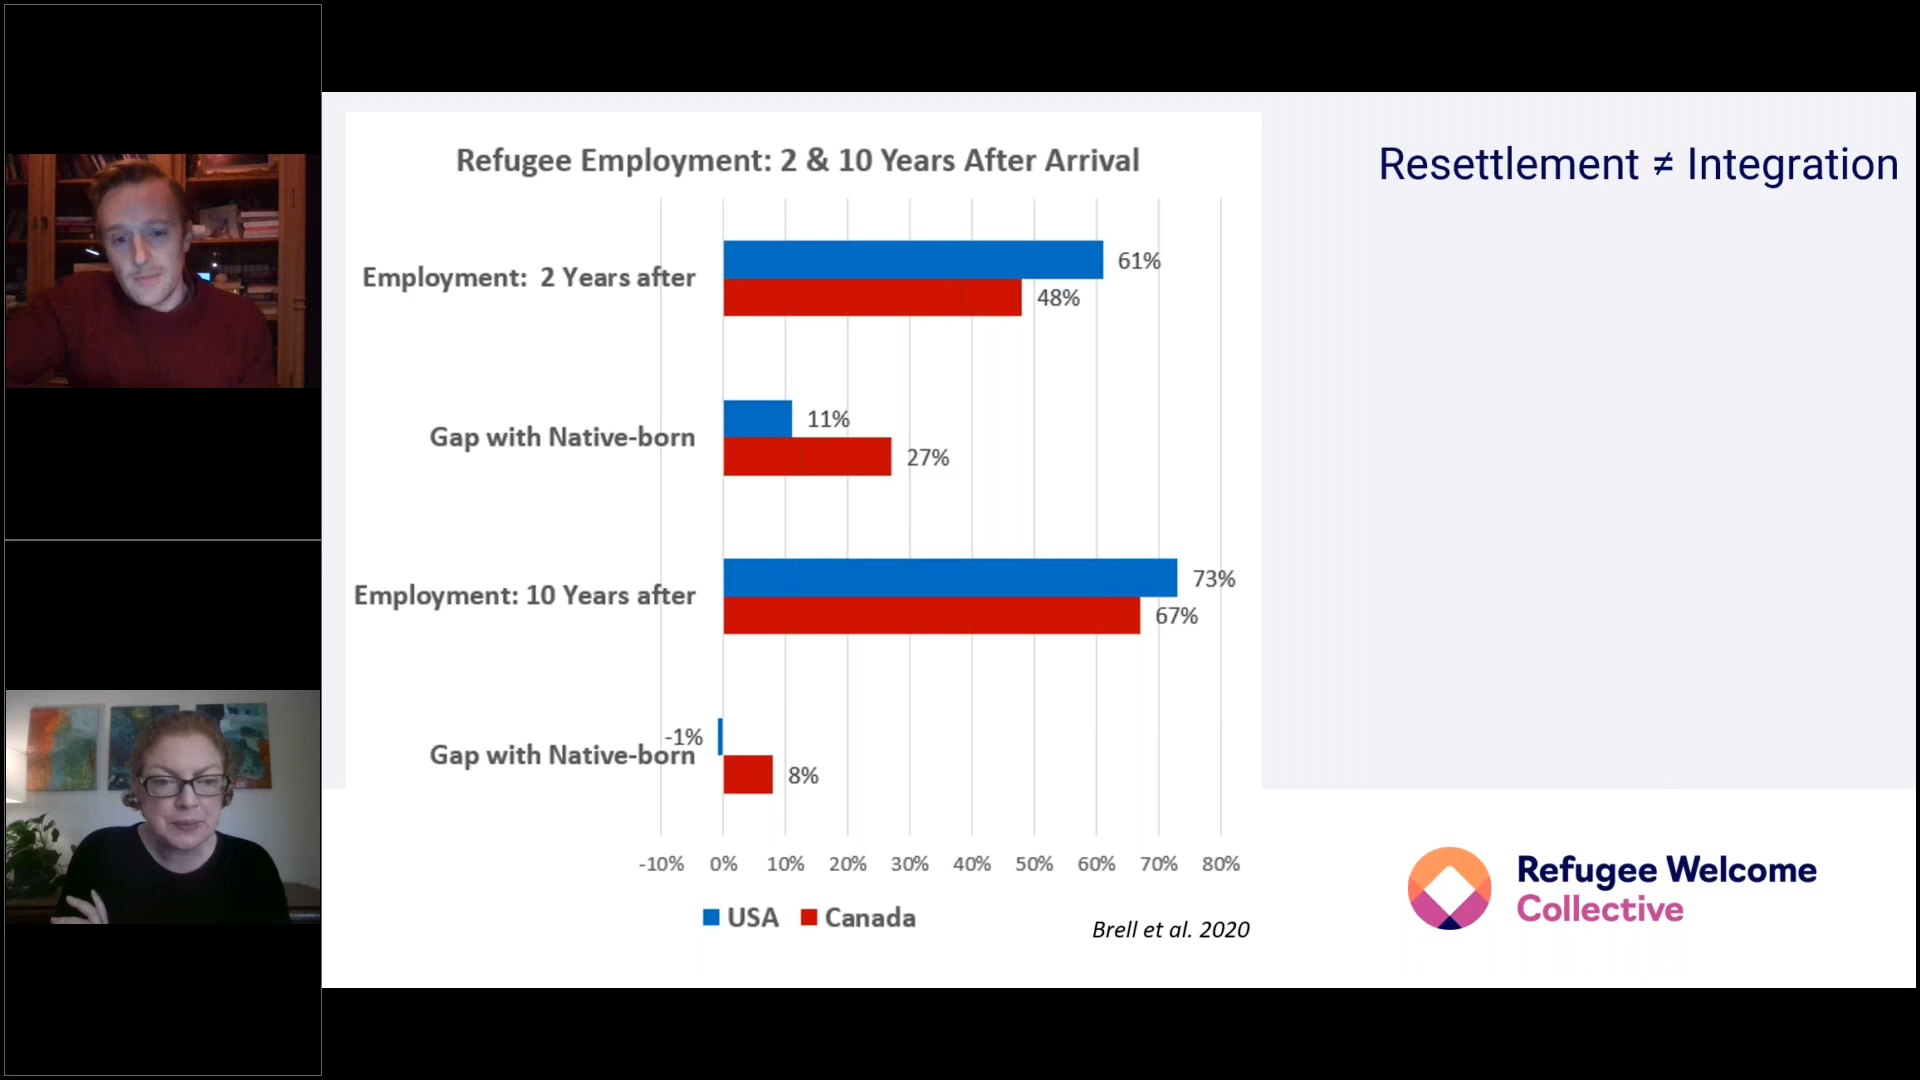 Refugee Employment: 2 & 10 Years After Arrival
Resettlement ≠ Integration
Employment: 2 Years after
61%
48%
Gap with Native-born
11%
27%
Employment: 10 Years after
73%
67%
Gap with Native-born
-1%
8%
-10% 0% 10% 20% 30% 40% 50% 60% 70% 80%
USA Canada
Brell et al. 2020
Refugee Welcome
Collective